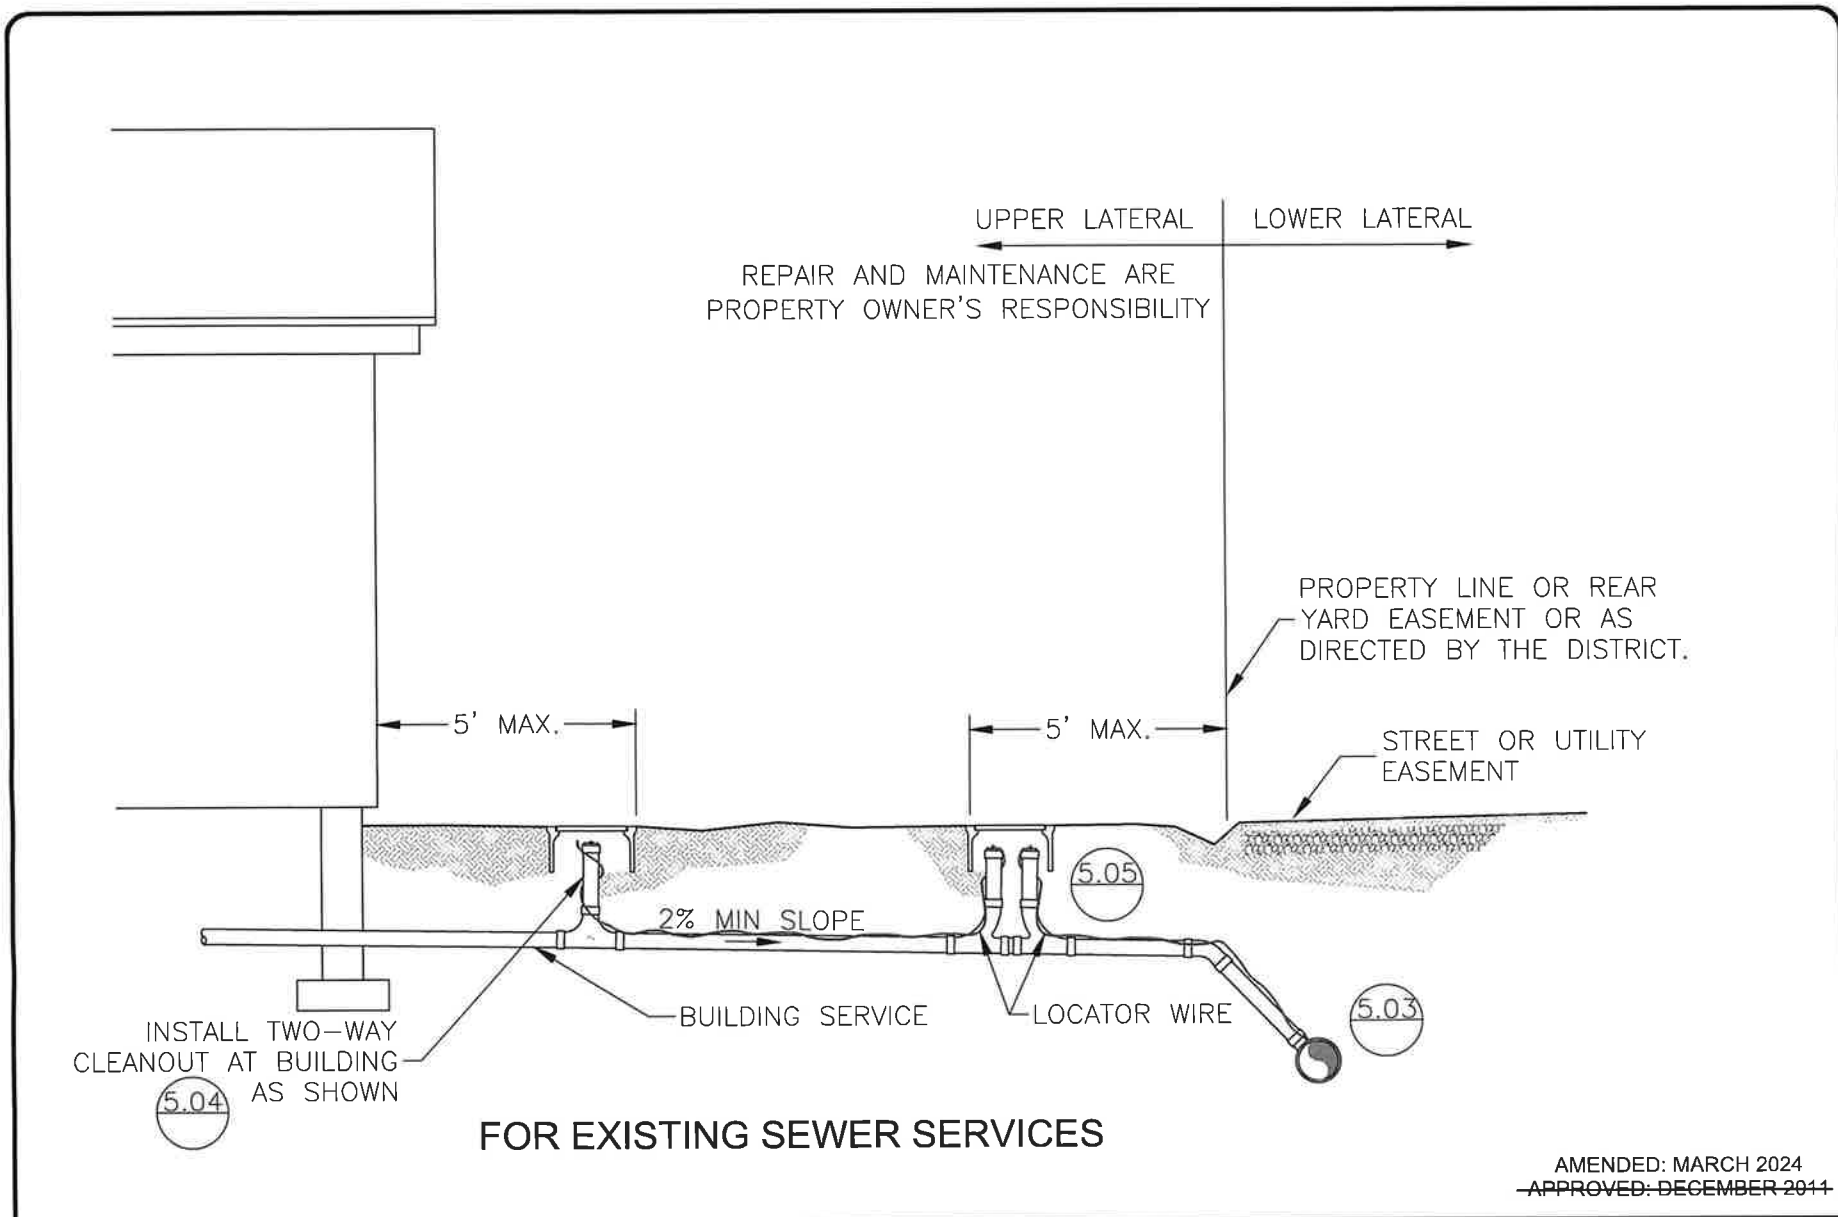 UPPER LATERAL
LOWER LATERAL
REPAIR AND MAINTENANCE ARE
PROPERTY OWNER'S RESPONSIBILITY
PROPERTY LINE OR REAR
YARD EASEMENT OR AS
DIRECTED BY THE DISTRICT.
5' MAX.
5' MAX.
STREET OR UTILITY
EASEMENT
5.05
2% MIN SLOPE
BUILDING SERVICE
LOCATOR WIRE
5.03
INSTALL TWO-WAY
CLEANOUT AT BUILDING
AS SHOWN
5.04
FOR EXISTING SEWER SERVICES
AMENDED: MARCH 2024
APPROVED: DECEMBER 2011